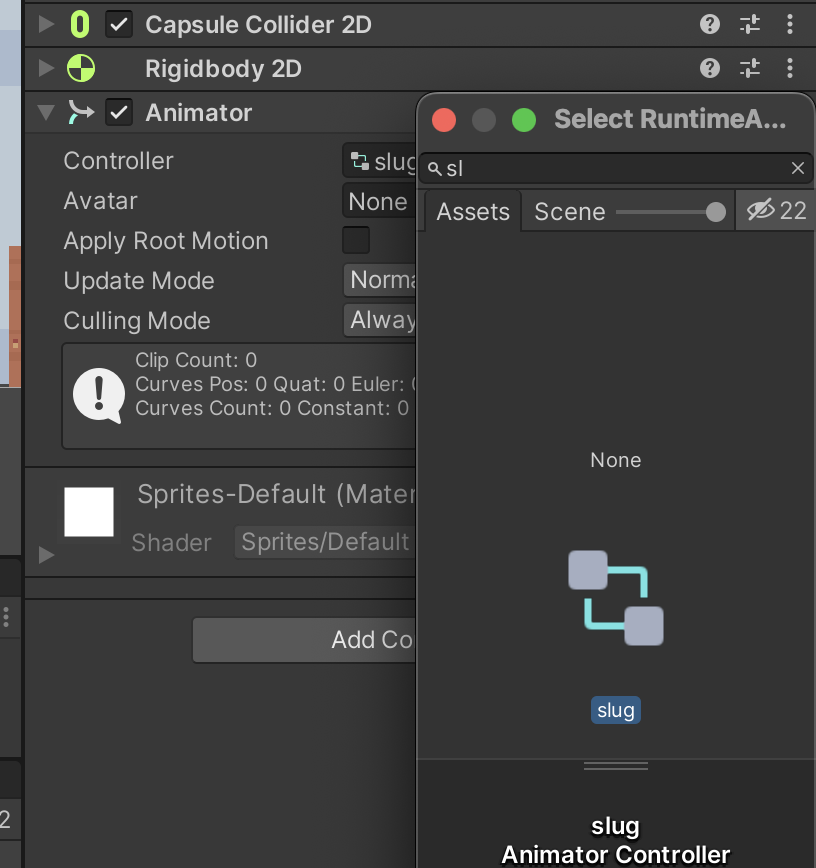 Capsule Collider 2D
Rigidbody 2D
Animator
Controller
slug
Avatar
None
Apply Root Motion
Update Mode
Norma
Culling Mode
Alway
Clip Count: 0
Curves Pos: 0 Quat: 0 Euler: 0
Curves Count: 0 Constant: 0
Sprites-Default (Mater
Shader
Sprites/Default
Add Co
2
Select RuntimeA...
sl
Assets
Scene
22
None
slug
slug
Animator Controller